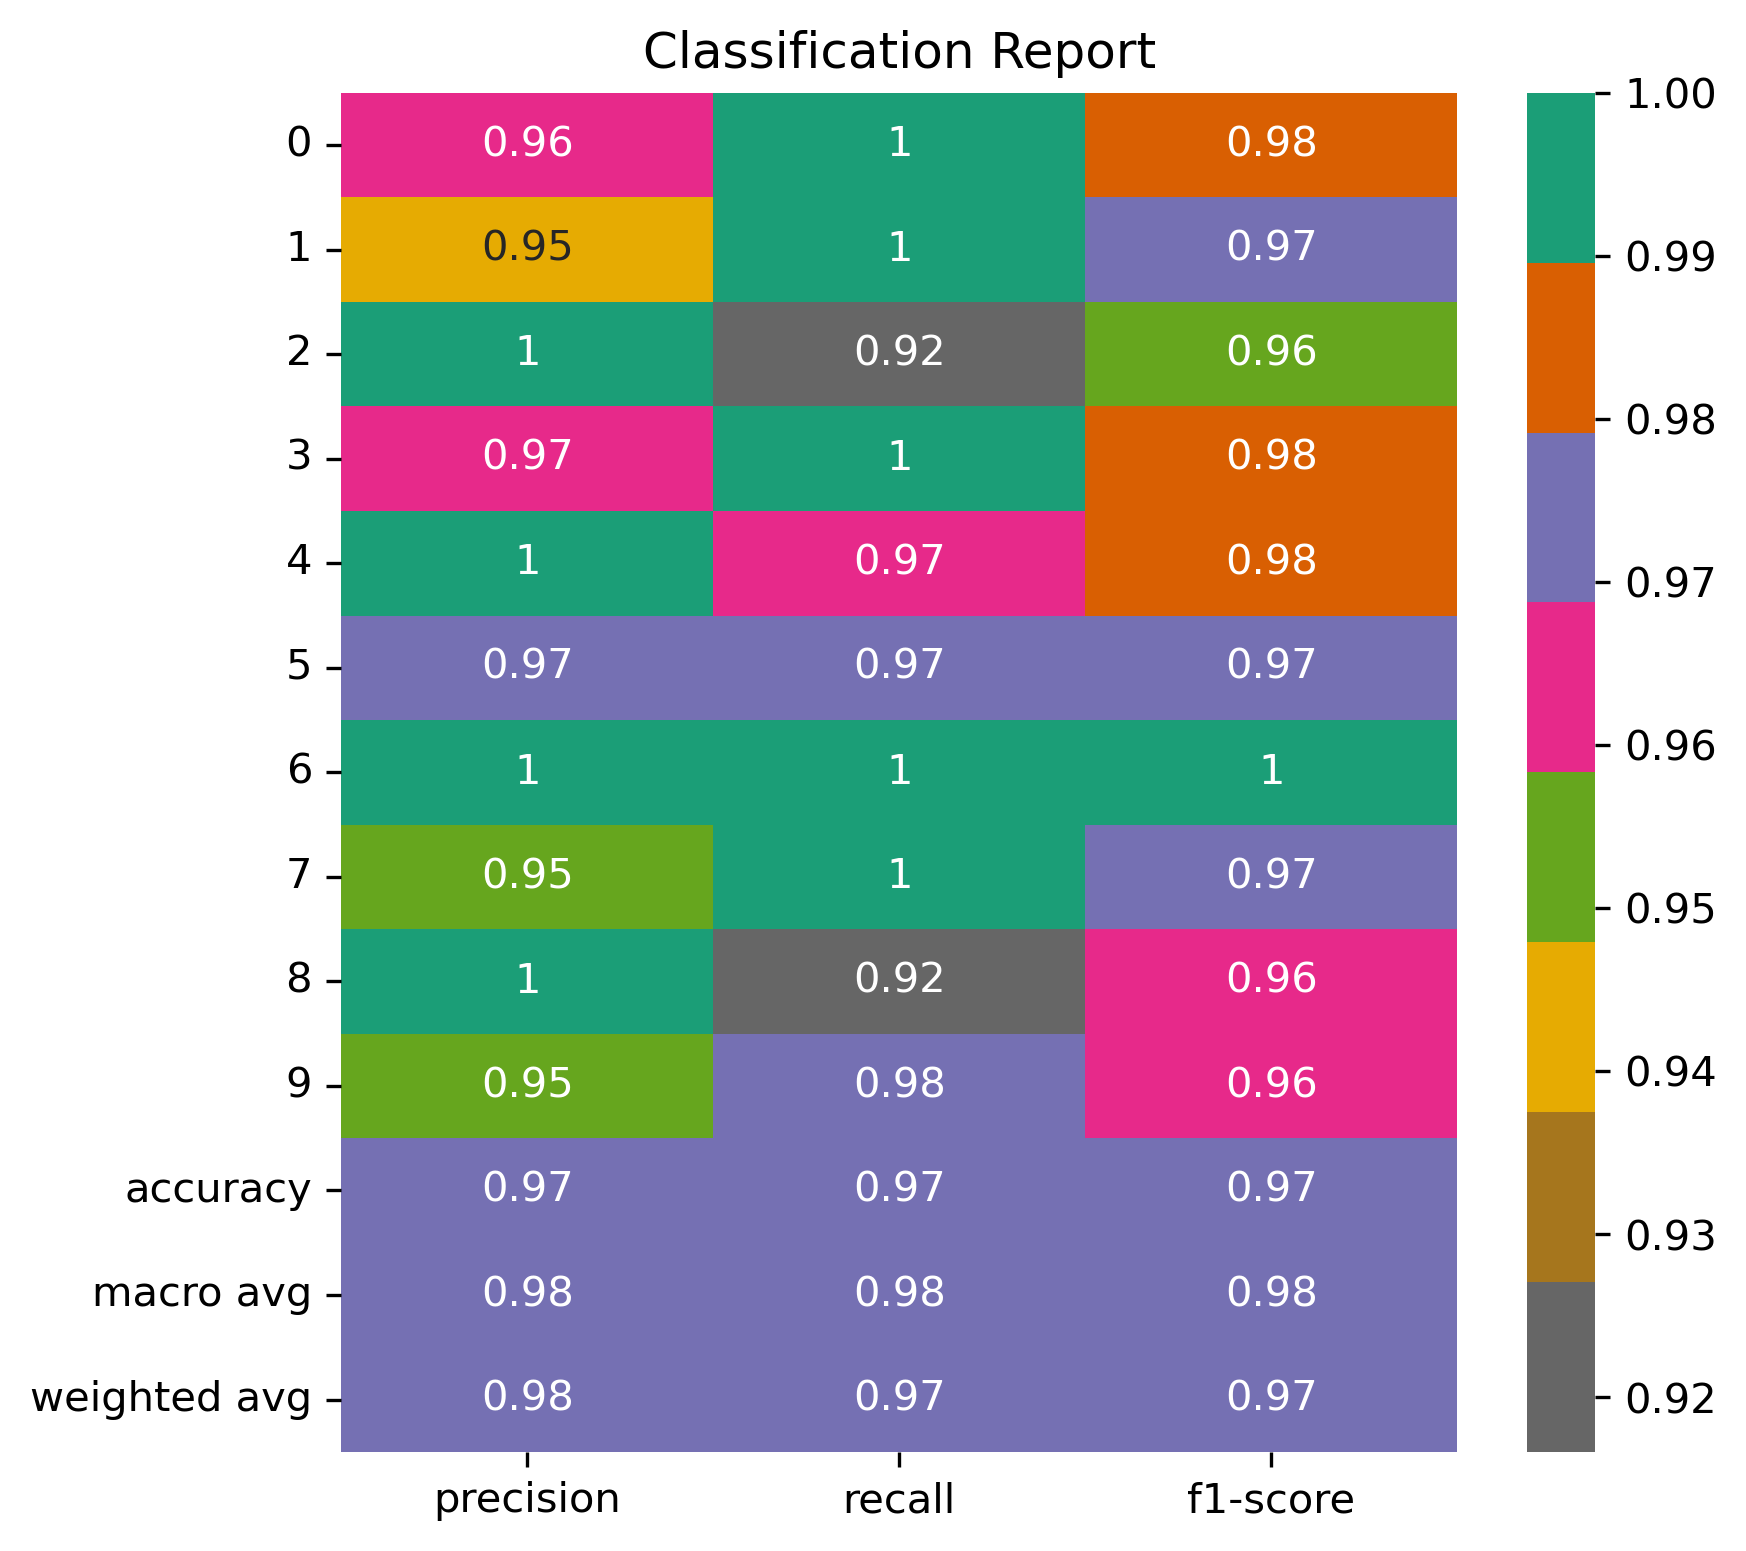 Classification Report
0 0.96 1 0.98
1 0.95 1 0.97
2 1 0.92 0.96
3 0.97 1 0.98
4 1 0.97 0.98
5 0.97 0.97 0.97
6 1 1 1
7 0.95 1 0.97
8 1 0.92 0.96
9 0.95 0.98 0.96
accuracy 0.97 0.97 0.97
macro avg 0.98 0.98 0.98
weighted avg 0.98 0.97 0.97
precision recall f1-score
1.00
0.99
0.98
0.97
0.96
0.95
0.94
0.93
0.92